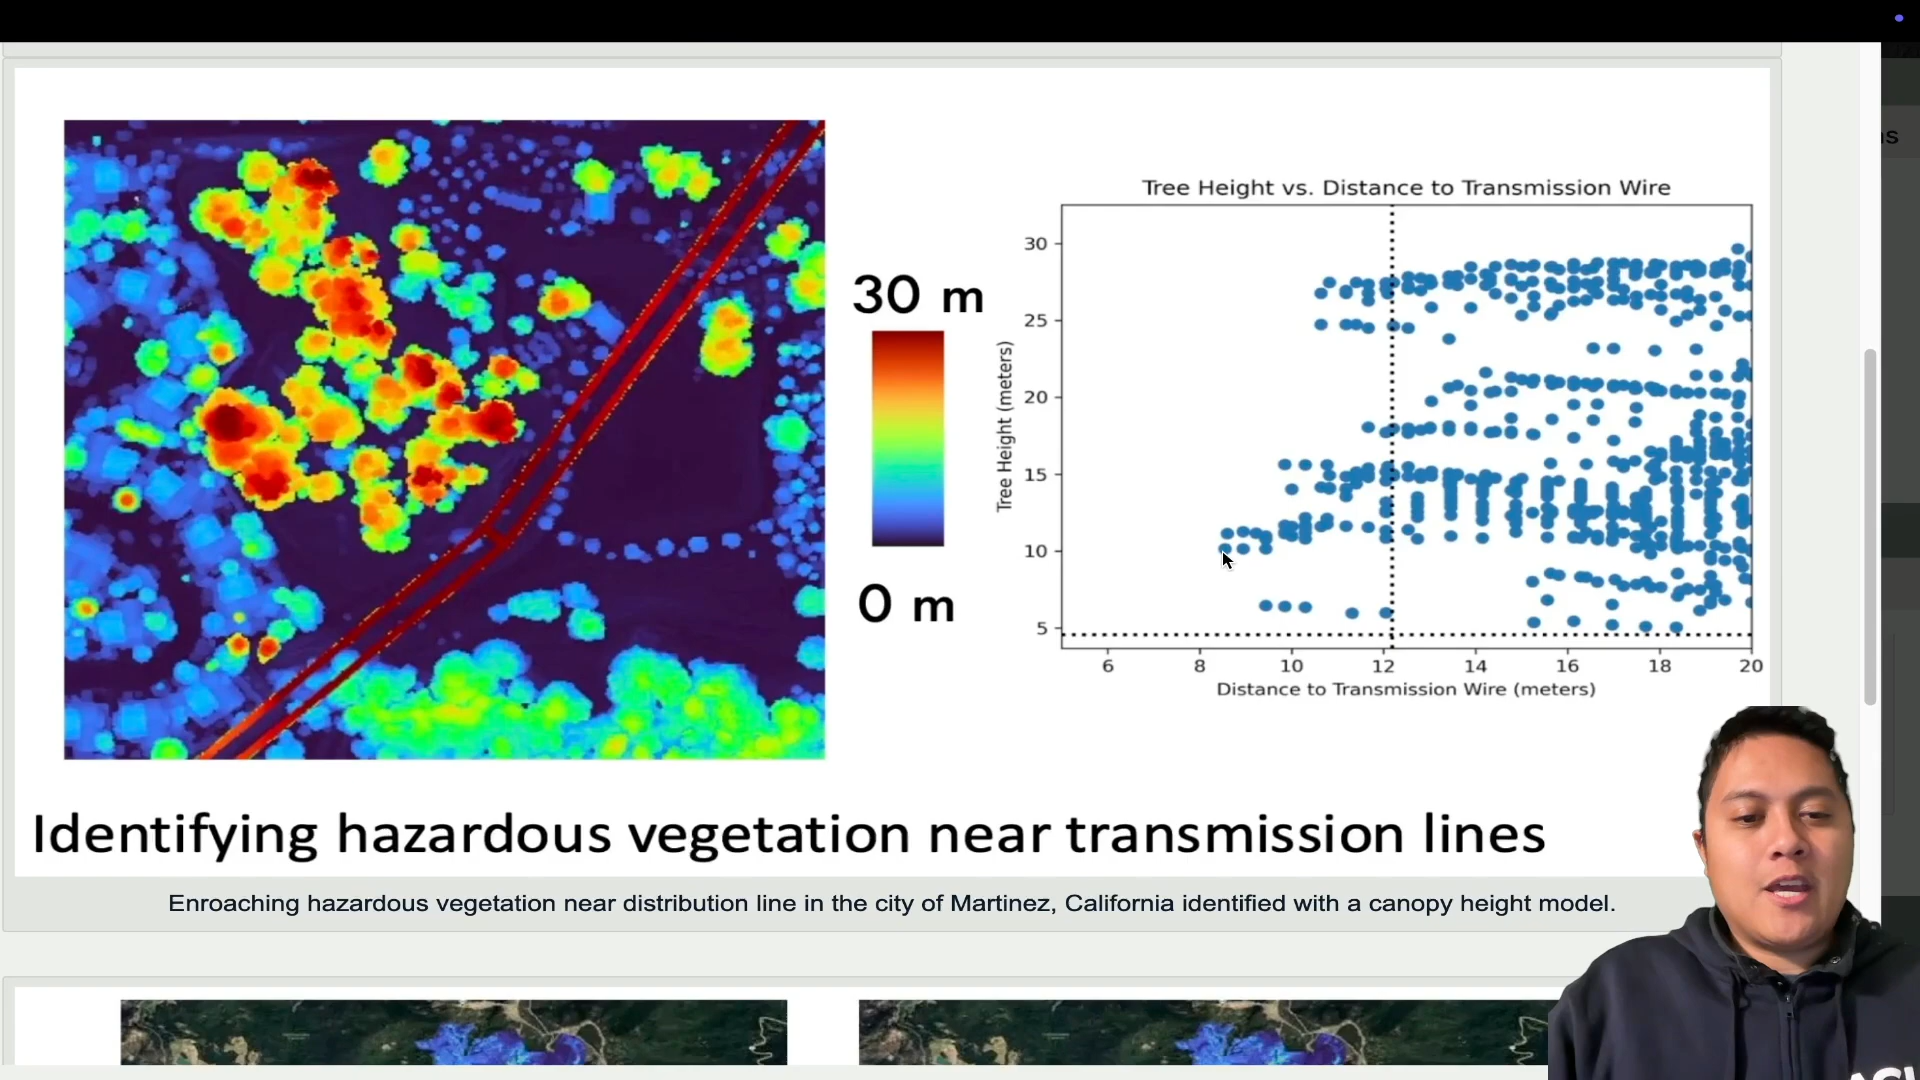 ns
Tree Height vs. Distance to Transmission Wire
30 m
0 m
Tree Height (meters)
30
25
20
15
10
5
6 8 10 12 14 16 18 20
Distance to Transmission Wire (meters)
Identifying hazardous vegetation near transmission lines
Enroaching hazardous vegetation near distribution line in the city of Martinez, California identified with a canopy height model.